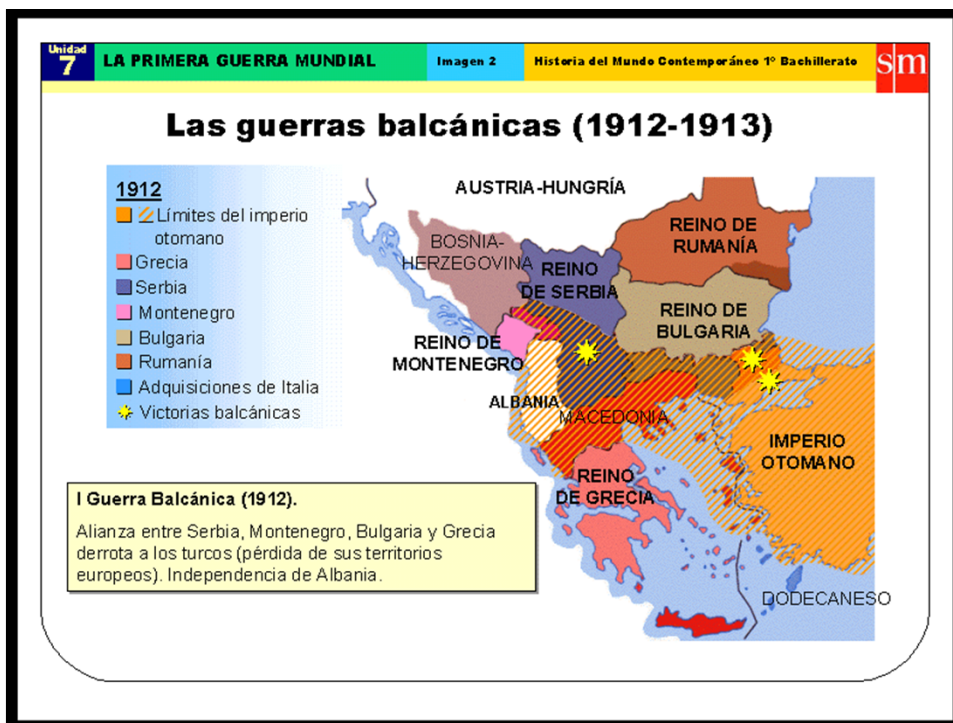 Unidad
7
LA PRIMERA GUERRA MUNDIAL
Imagen 2
Historia del Mundo Contemporáneo 1º Bachillerato
sm
Las guerras balcánicas (1912-1913)
1912
Límites del imperio
otomano
Grecia
Serbia
Montenegro
Bulgaria
Rumanía
Adquisiciones de Italia
Victorias balcánicas
AUSTRIA-HUNGRÍA
REINO DE
RUMANÍA
BOSNIA-
HERZEGOVINA
REINO
DE SERBIA
REINO DE
BULGARIA
REINO DE
MONTENEGRO
ALBANIA
MACEDONIA
IMPERIO
OTOMANO
REINO
DE GRECIA
DODECANESO
I Guerra Balcánica (1912).
Alianza entre Serbia, Montenegro, Bulgaria y Grecia
derrota a los turcos (pérdida de sus territorios
europeos). Independencia de Albania.